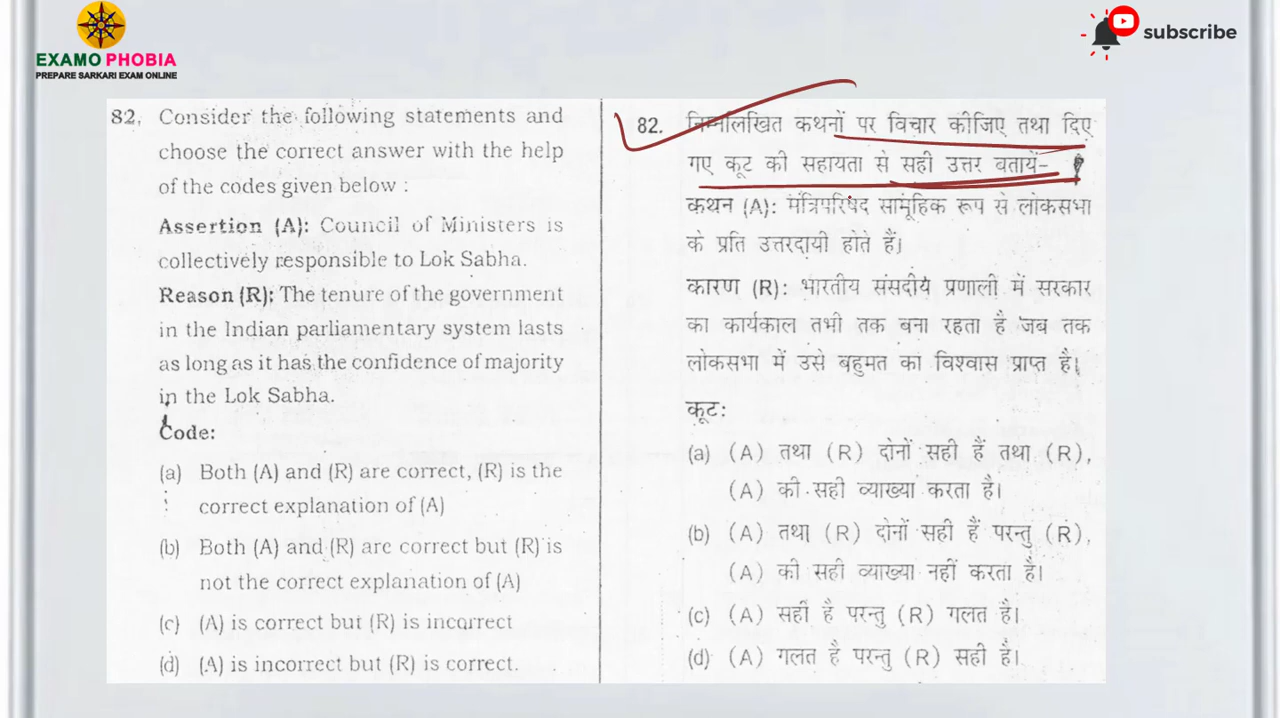 EXAMO PHOBIA
PREPARE SARKARI EXAM ONLINE
subscribe
82. Consider the following statements and
choose the correct answer with the help
of the codes given below :
Assertion (A): Council of Ministers is
collectively responsible to Lok Sabha.
Reason (R): The tenure of the government
in the Indian parliamentary system lasts
as long as it has the confidence of majority
in the Lok Sabha.
Code:
(a) Both (A) and (R) are correct, (R) is the
correct explanation of (A)
(b) Both (A) and (R) are correct but (R) is
not the correct explanation of (A)
(c) (A) is correct but (R) is incorrect
(d) (A) is incorrect but (R) is correct.
82. निम्नलिखित कथनों पर विचार कीजिए तथा दिए
गए कूट की सहायता से सही उत्तर बतायें–
कथन (A): मंत्रिपरिषद सामूहिक रूप से लोकसभा
के प्रति उत्तरदायी होते हैं।
कारण (R): भारतीय संसदीय प्रणाली में सरकार
का कार्यकाल तभी तक बना रहता है जब तक
लोकसभा में उसे बहुमत का विश्वास प्राप्त है।
कूट:
(a) (A) तथा (R) दोनों सही हैं तथा (R),
(A) की सही व्याख्या करता है।
(b) (A) तथा (R) दोनों सही हैं परन्तु (R),
(A) की सही व्याख्या नहीं करता है।
(c) (A) सही है परन्तु (R) गलत है।
(d) (A) गलत है परन्तु (R) सही है।